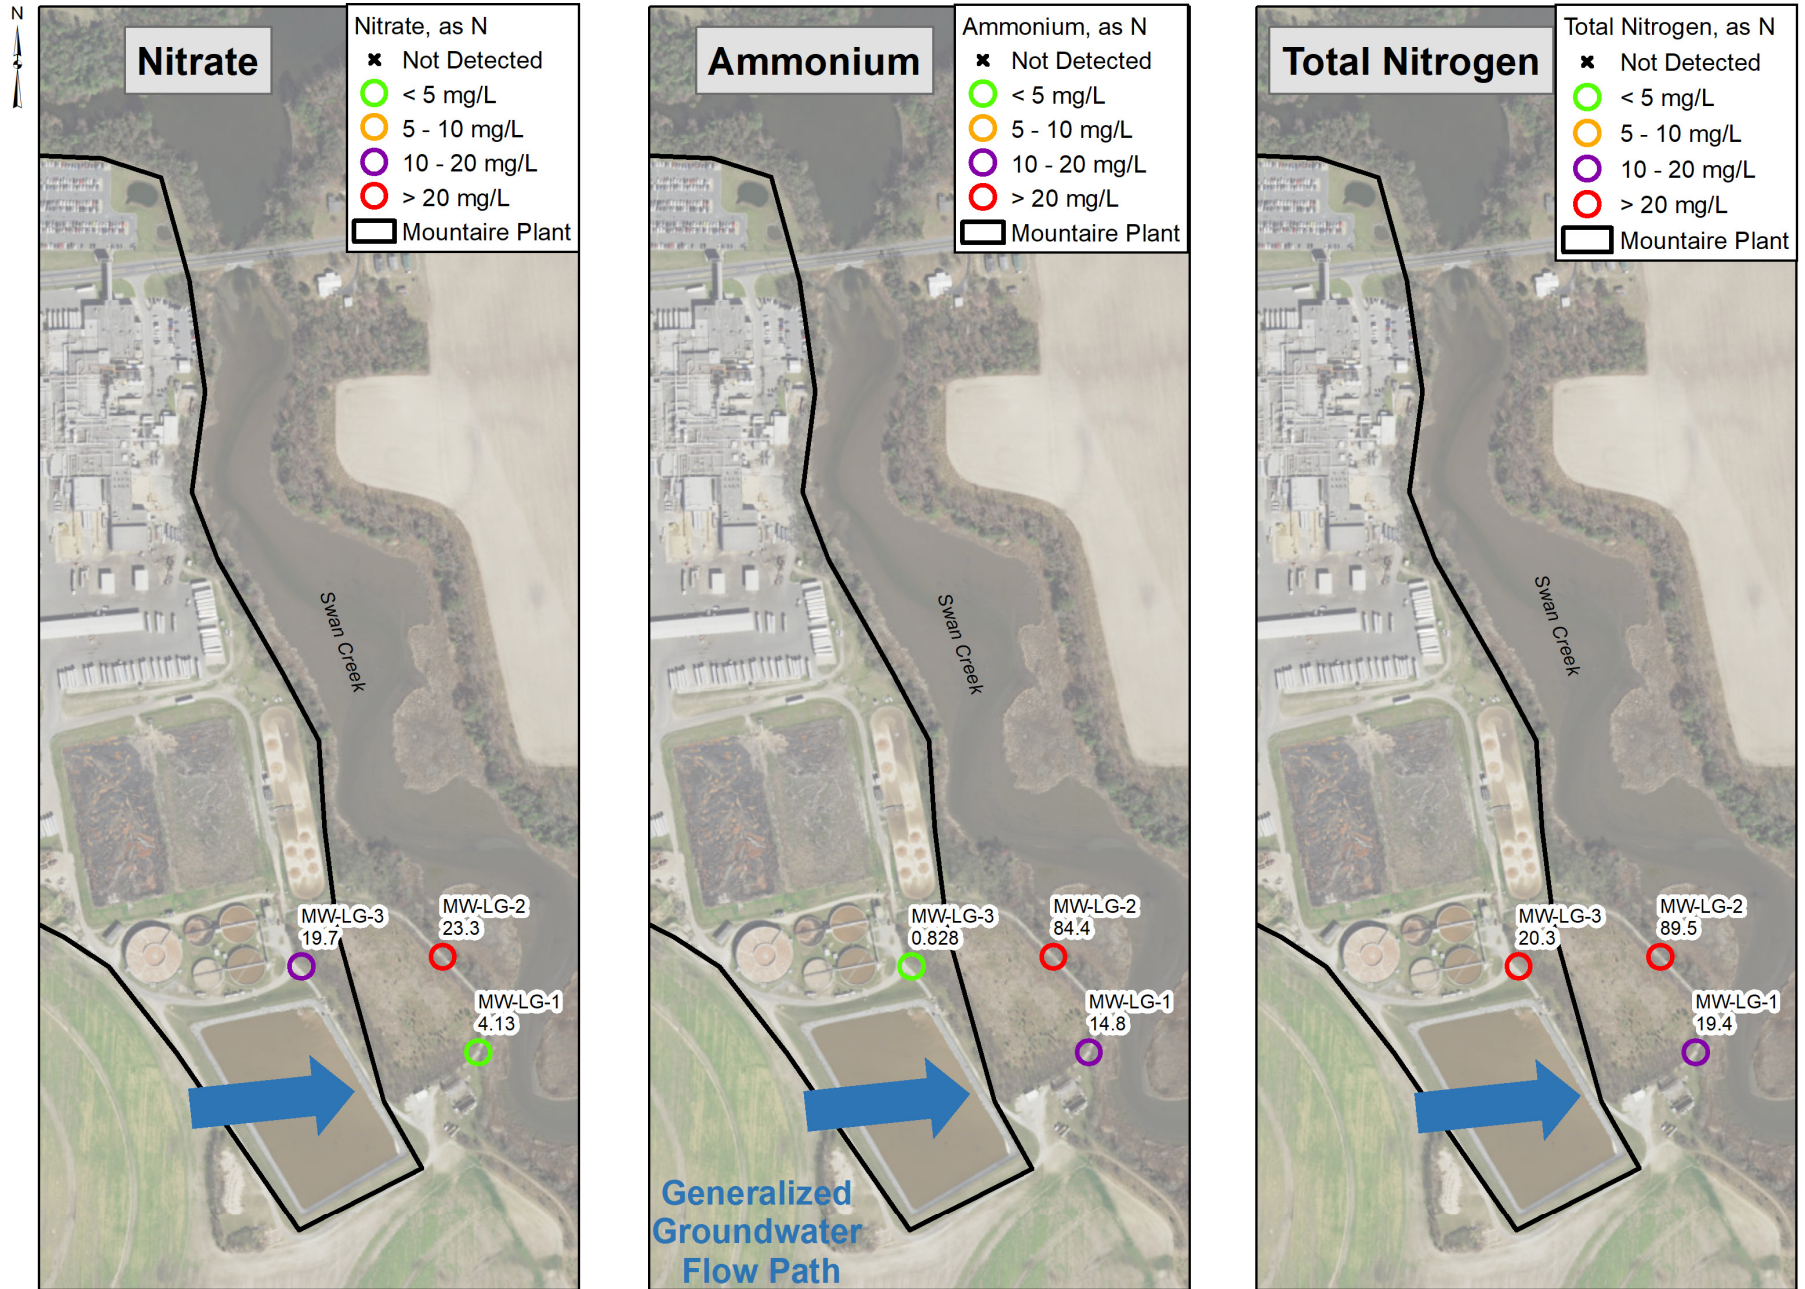 N
Nitrate
Nitrate, as N
Not Detected
< 5 mg/L
5 - 10 mg/L
10 - 20 mg/L
> 20 mg/L
Mountaire Plant
Swan Creek
MW-LG-3
19.7
MW-LG-2
23.3
MW-LG-1
4.13
Ammonium
Ammonium, as N
Not Detected
< 5 mg/L
5 - 10 mg/L
10 - 20 mg/L
> 20 mg/L
Mountaire Plant
Swan Creek
MW-LG-3
0.828
MW-LG-2
84.4
MW-LG-1
14.8
Generalized
Groundwater
Flow Path
Total Nitrogen
Total Nitrogen, as N
Not Detected
< 5 mg/L
5 - 10 mg/L
10 - 20 mg/L
> 20 mg/L
Mountaire Plant
Swan Creek
MW-LG-3
20.3
MW-LG-2
89.5
MW-LG-1
19.4